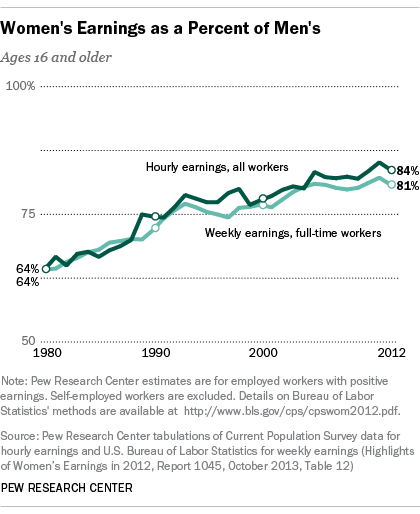 Women's Earnings as a Percent of Men's
Ages 16 and older
100%
Hourly earnings, all workers
84%
81%
75
Weekly earnings, full-time workers
64%
64%
50
1980 1990 2000 2012
Note: Pew Research Center estimates are for employed workers with positive
earnings. Self-employed workers are excluded. Details on Bureau of Labor
Statistics' methods are available at http://www.bls.gov/cps/cpswom2012.pdf.
Source: Pew Research Center tabulations of Current Population Survey data for
hourly earnings and U.S. Bureau of Labor Statistics for weekly earnings (Highlights
of Women's Earnings in 2012, Report 1045, October 2013, Table 12)
PEW RESEARCH CENTER